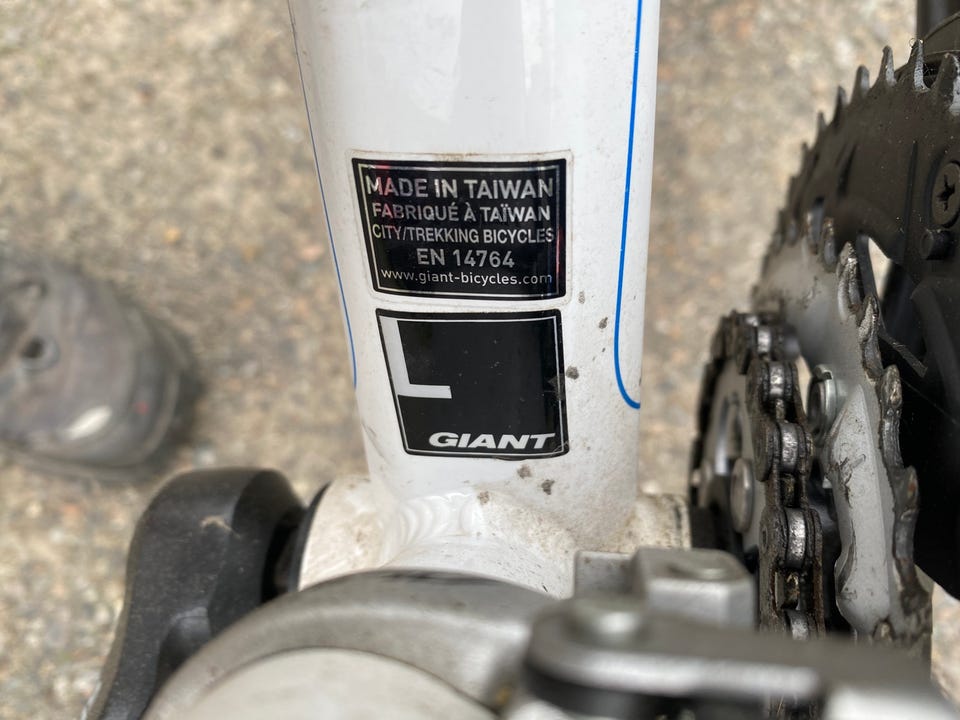 MADE IN TAIWAN
FABRIQUÉ À TAÏWAN
CITY/TREKKING BICYCLES
EN 14764
www.giant-bicycles.com
L
GIANT